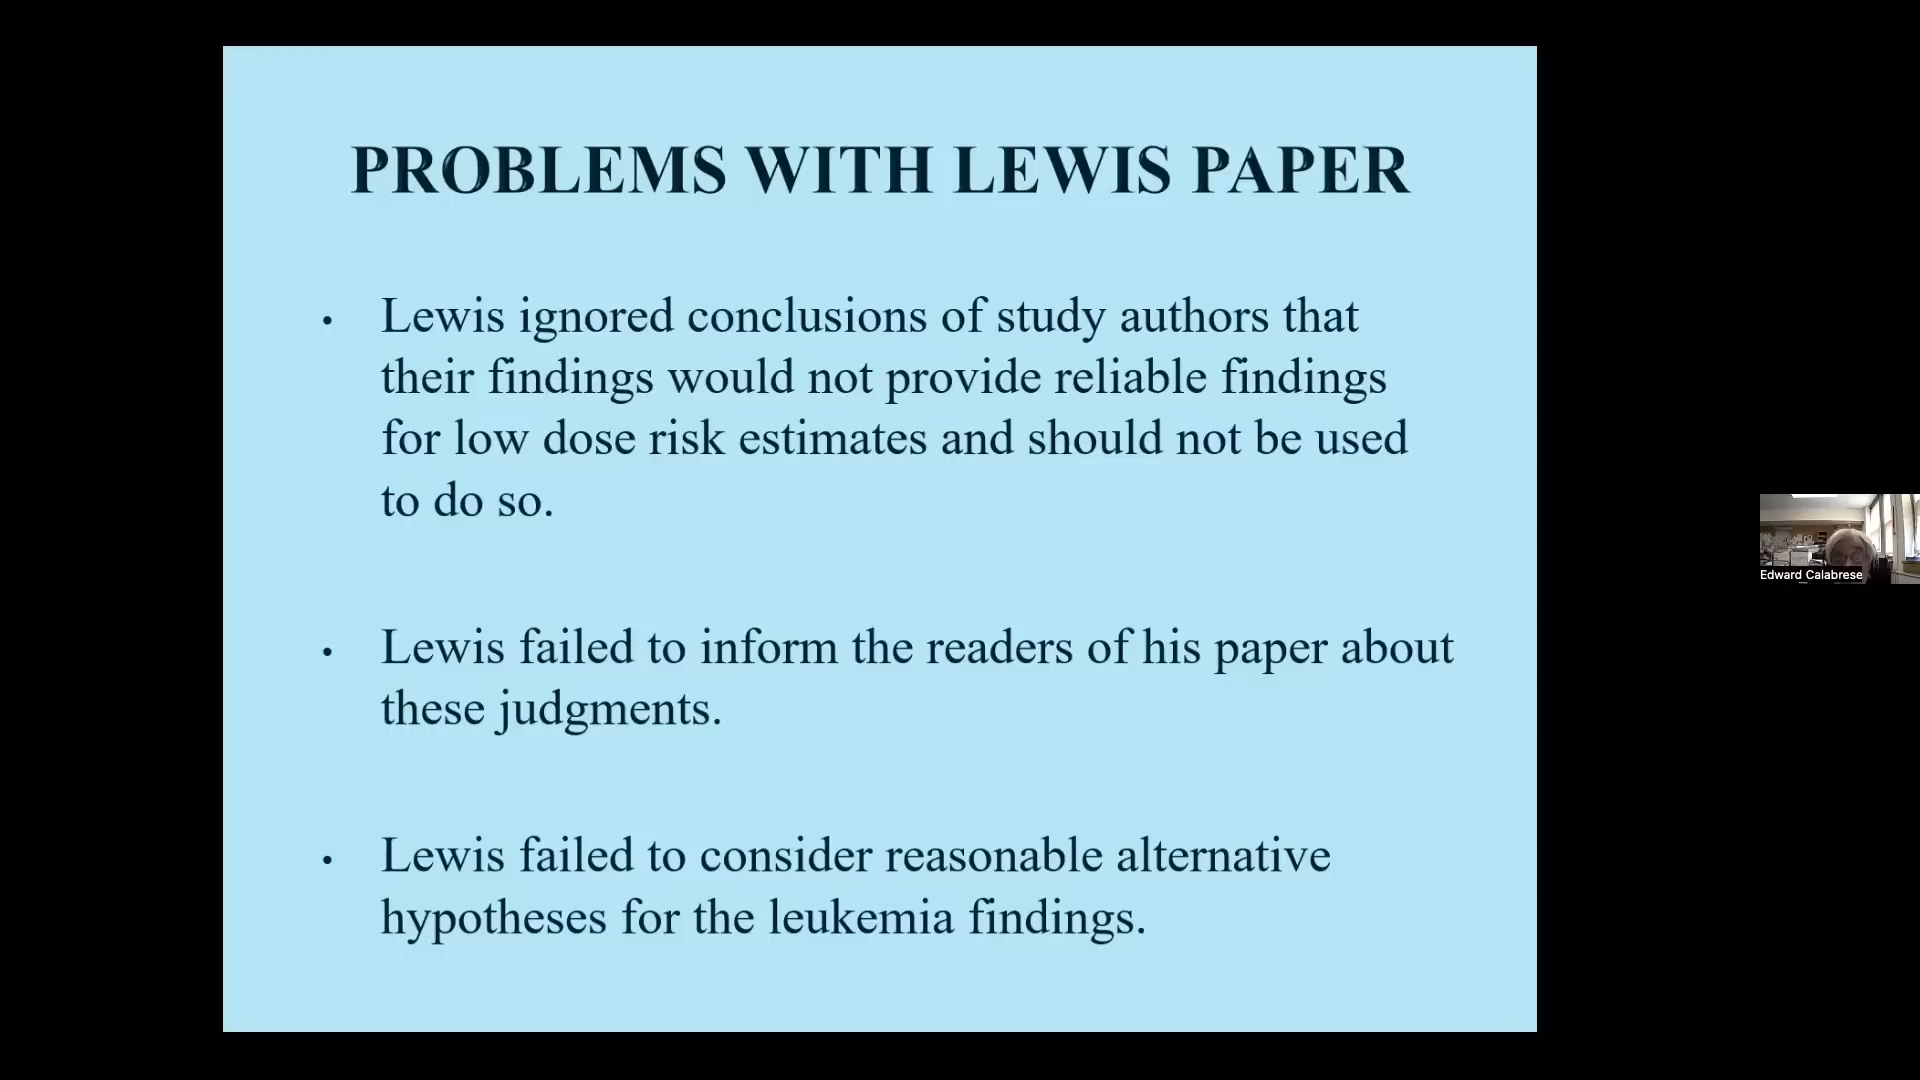 PROBLEMS WITH LEWIS PAPER
• Lewis ignored conclusions of study authors that
their findings would not provide reliable findings
for low dose risk estimates and should not be used
to do so.
• Lewis failed to inform the readers of his paper about
these judgments.
• Lewis failed to consider reasonable alternative
hypotheses for the leukemia findings.
Edward Calabrese